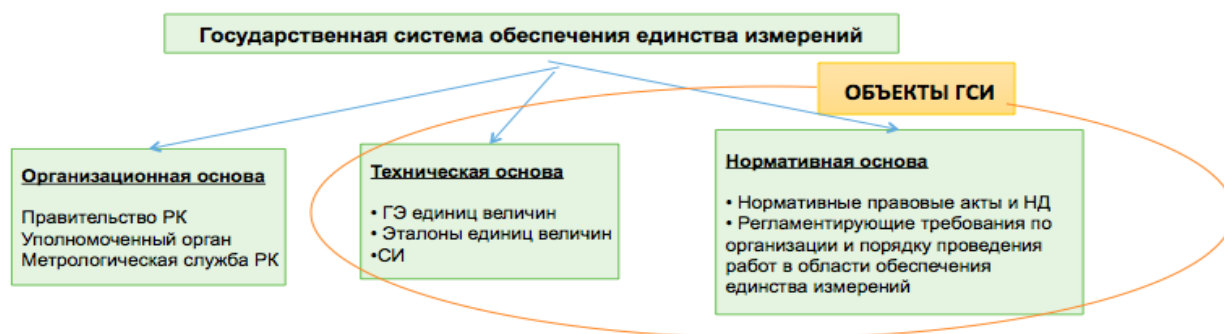 Государственная система обеспечения единства измерений
ОБЪЕКТЫ ГСИ
Организационная основа
Правительство РК
Уполномоченный орган
Метрологическая служба РК
Техническая основа
• ГЭ единиц величин
• Эталоны единиц величин
•СИ
Нормативная основа
• Нормативные правовые акты и НД
• Регламентирующие требования по
организации и порядку проведения
работ в области обеспечения
единства измерений